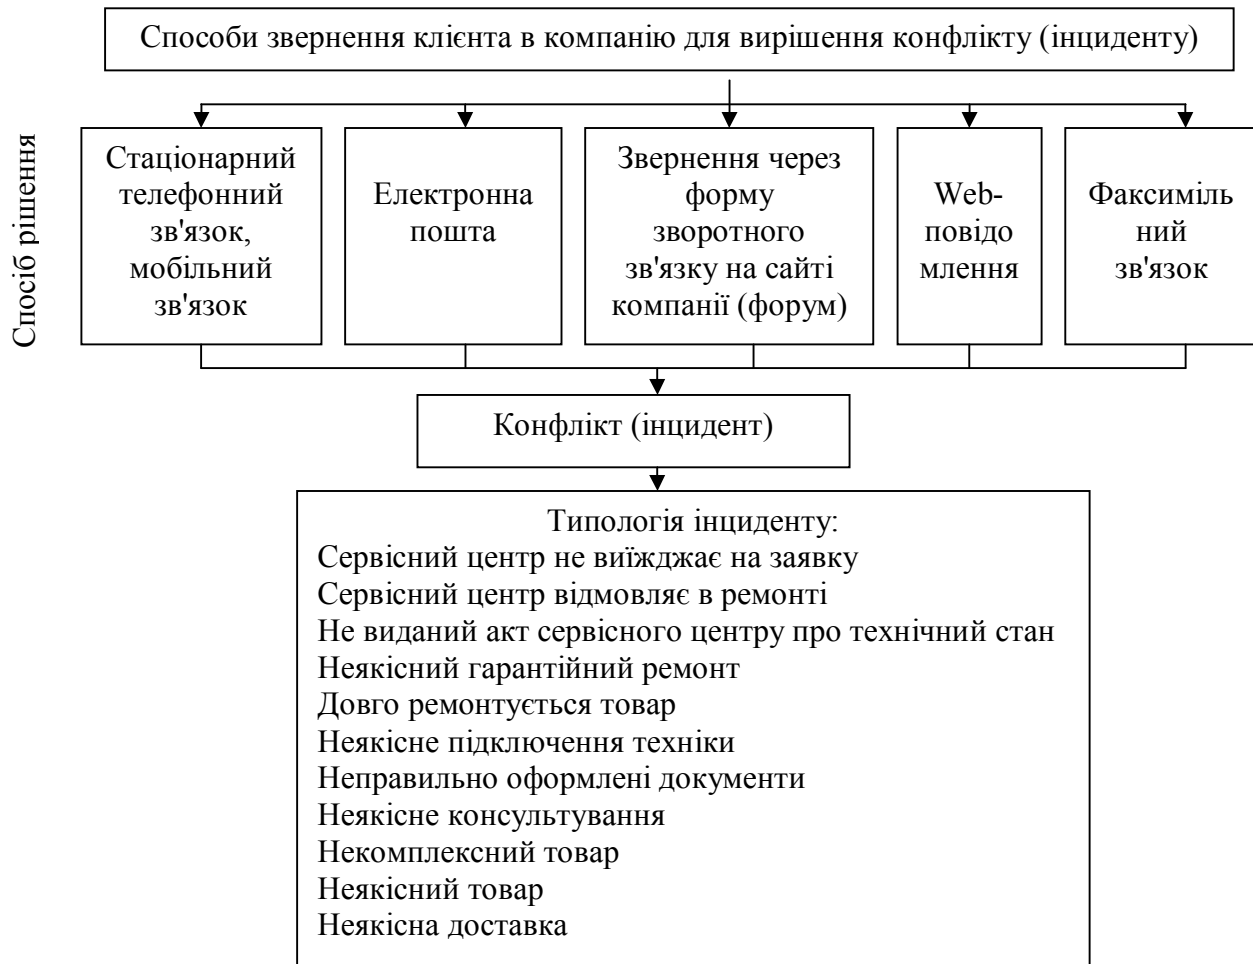 Способи звернення клієнта в компанію для вирішення конфлікту (інциденту)
Спосіб рішення
Стаціонарний
телефонний
зв'язок,
мобільний
зв'язок
Електронна
пошта
Звернення через
форму
зворотного
зв'язку на сайті
компанії (форум)
Web-
повідо
млення
Факсиміль
ний
зв'язок
Конфлікт (інцидент)
Типологія інциденту:
Сервісний центр не виїжджає на заявку
Сервісний центр відмовляє в ремонті
Не виданий акт сервісного центру про технічний стан
Неякісний гарантійний ремонт
Довго ремонтується товар
Неякісне підключення техніки
Неправильно оформлені документи
Неякісне консультування
Некомплексний товар
Неякісний товар
Неякісна доставка